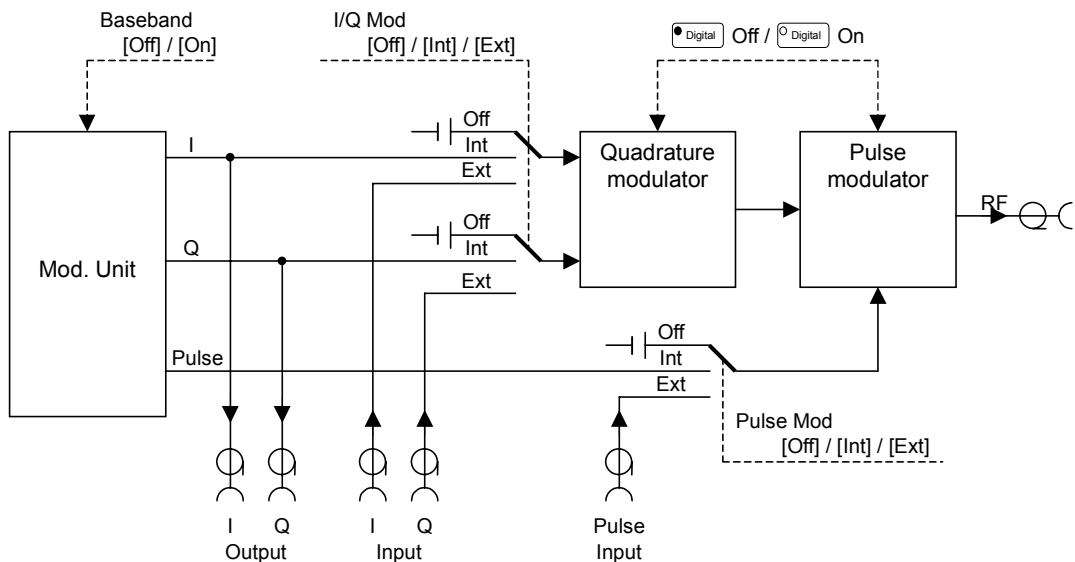 Baseband
[Off] / [On]
I/Q Mod
[Off] / [Int] / [Ext]
Digital Off / Digital On
Mod. Unit
I
Off
Int
Ext
Quadrature
modulator
Pulse
modulator
RF
Q
Off
Int
Ext
Pulse
Off
Int
Ext
Pulse Mod
[Off] / [Int] / [Ext]
I Q
Output
I Q
Input
Pulse
Input